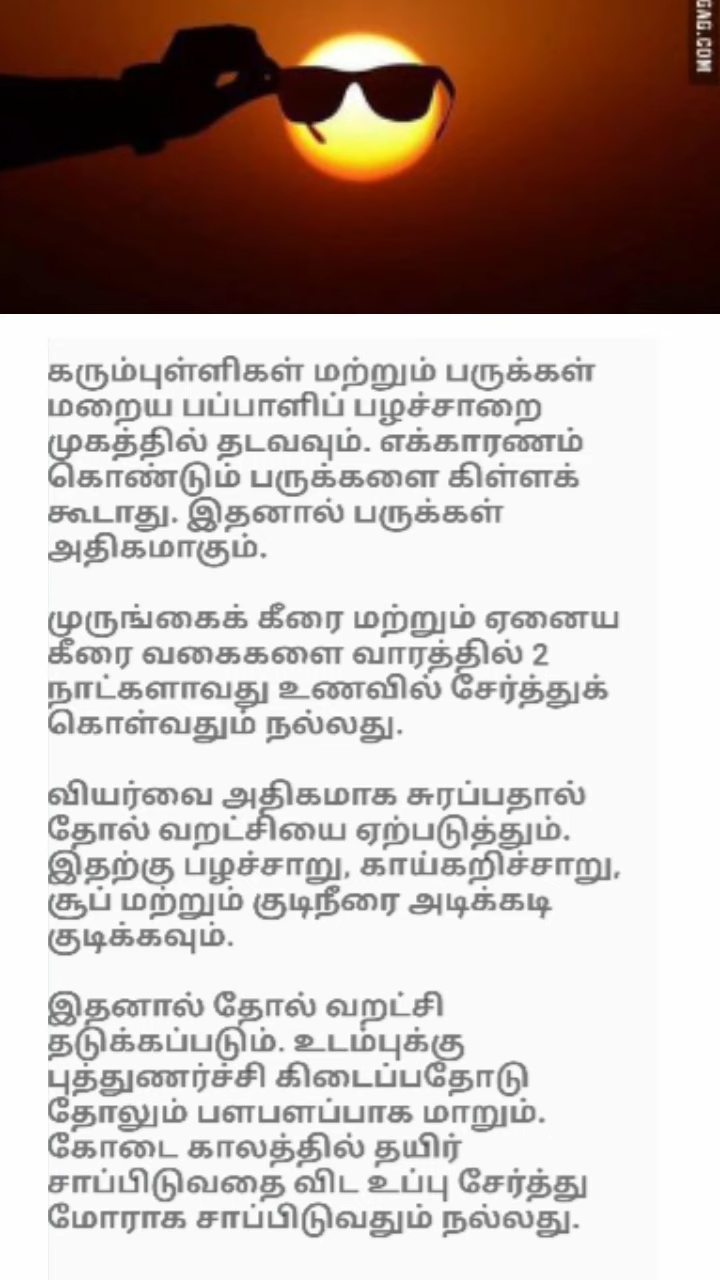 GAG.COM
கரும்புள்ளிகள் மற்றும் பருக்கள்
மறைய பப்பாளிப் பழச்சாறை
முகத்தில் தடவவும். எக்காரணம்
கொண்டும் பருக்களை கிள்ளக்
கூடாது. இதனால் பருக்கள்
அதிகமாகும்.
முருங்கைக் கீரை மற்றும் ஏனைய
கீரை வகைகளை வாரத்தில் 2
நாட்களாவது உணவில் சேர்த்துக்
கொள்வதும் நல்லது.
வியர்வை அதிகமாக சுரப்பதால்
தோல் வறட்சியை ஏற்படுத்தும்.
இதற்கு பழச்சாறு, காய்கறிச்சாறு,
சூப் மற்றும் குடிநீரை அடிக்கடி
குடிக்கவும்.
இதனால் தோல் வறட்சி
தடுக்கப்படும். உடம்புக்கு
புத்துணர்ச்சி கிடைப்பதோடு
தோலும் பளபளப்பாக மாறும்.
கோடை காலத்தில் தயிர்
சாப்பிடுவதை விட உப்பு சேர்த்து
மோராக சாப்பிடுவதும் நல்லது.